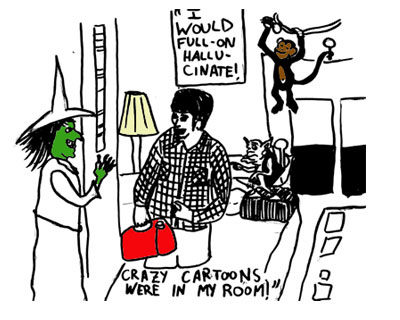 "I
WOULD
FULL-ON
HALLU-
CINATE!
CRAZY CARTOONS
WERE IN MY ROOM!"